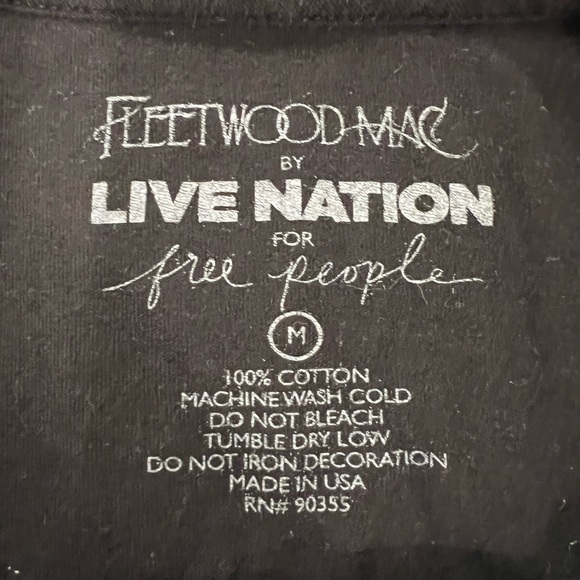 FLEETWOOD MAC
BY
LIVE NATION
FOR
free people
M
100% COTTON
MACHINE WASH COLD
DO NOT BLEACH
TUMBLE DRY LOW
DO NOT IRON DECORATION
MADE IN USA
RN# 90355